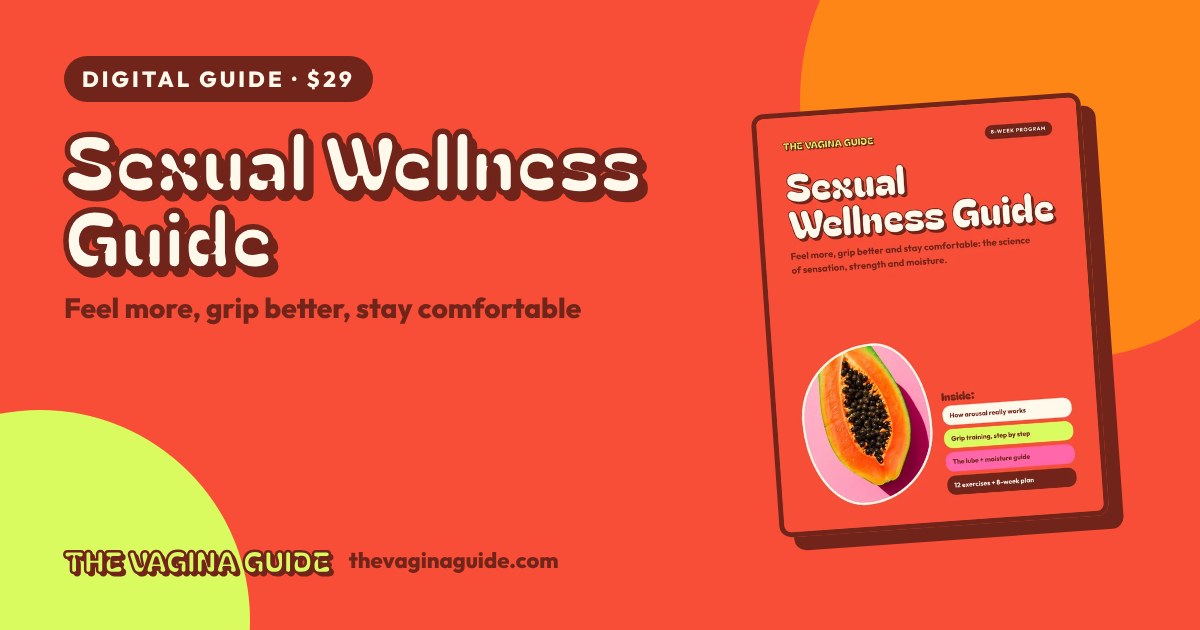 DIGITAL GUIDE · $29
Sexual Wellness
Guide
Feel more, grip better, stay comfortable
THE VAGINA GUIDE
thevaginaguide.com
THE VAGINA GUIDE
8-WEEK PROGRAM
Sexual
Wellness Guide
Feel more, grip better and stay comfortable: the science
of sensation, strength and moisture.
Inside:
How arousal really works
Grip training, step by step
The lube + moisture guide
12 exercises + 8-week plan